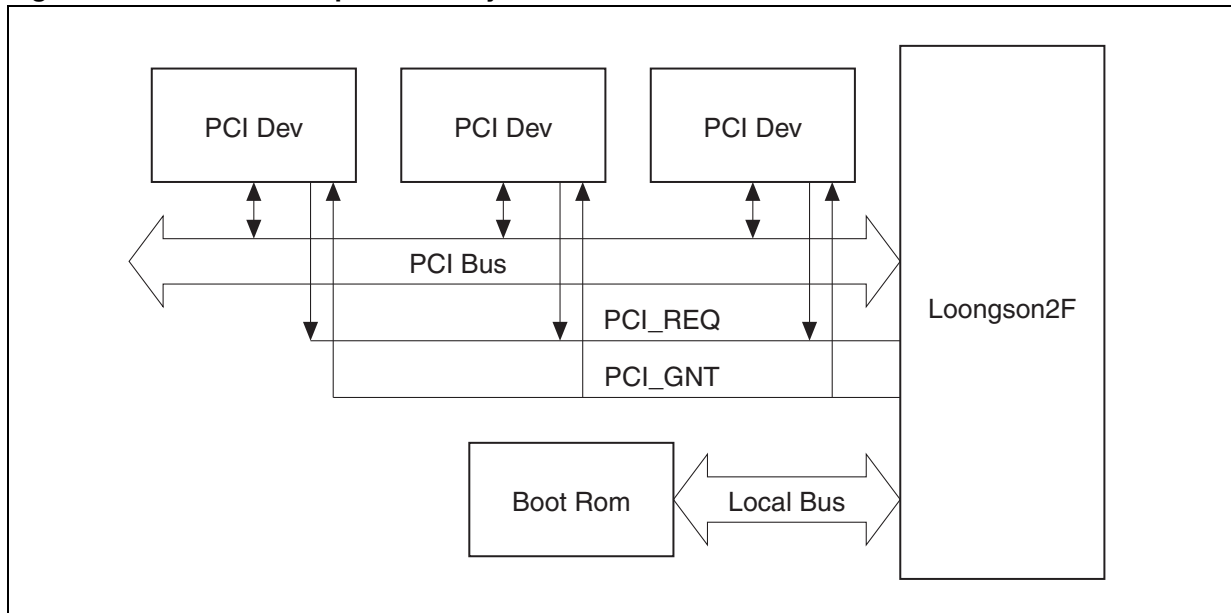 PCI Dev
PCI Dev
PCI Dev
PCI Bus
Loongson2F
PCI_REQ
PCI_GNT
Boot Rom
Local Bus